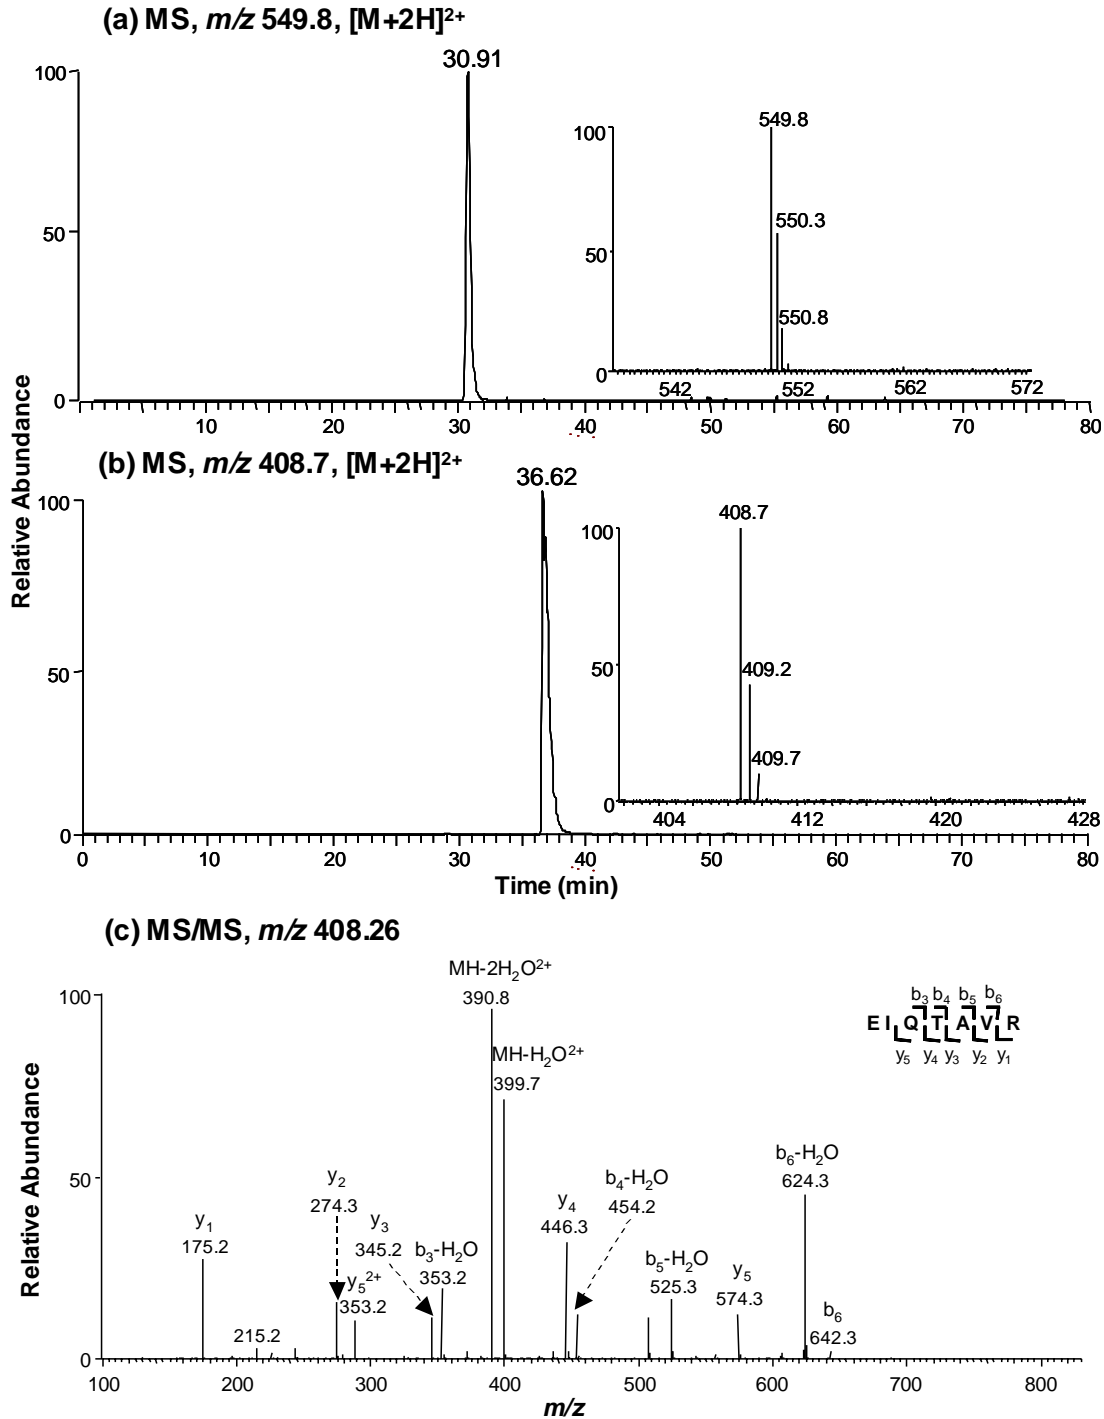 (a) MS, m/z 549.8, [M+2H]²⁺
30.91
100
50
0
549.8
100
550.3
50
550.8
0
542 552 562 572
10 20 30 40 50 60 70 80
Relative Abundance
(b) MS, m/z 408.7, [M+2H]²⁺
36.62
100
50
0
408.7
100
50
409.2
409.7
0
404 412 420 428
0 10 20 30 40 50 60 70 80
Time (min)
(c) MS/MS, m/z 408.26
Relative Abundance
100
50
0
MH-2H₂O²⁺
390.8
MH-H₂O²⁺
399.7
b₃ b₄ b₅ b₆
E I Q T A V R
y₅ y₄ y₃ y₂ y₁
y₁
175.2
215.2
y₂
274.3
y₅²⁺
353.2
y₃
345.2
b₃-H₂O
353.2
y₄
446.3
b₄-H₂O
454.2
b₅-H₂O
525.3
y₅
574.3
b₆-H₂O
624.3
b₆
642.3
100 200 300 400 500 600 700 800
m/z